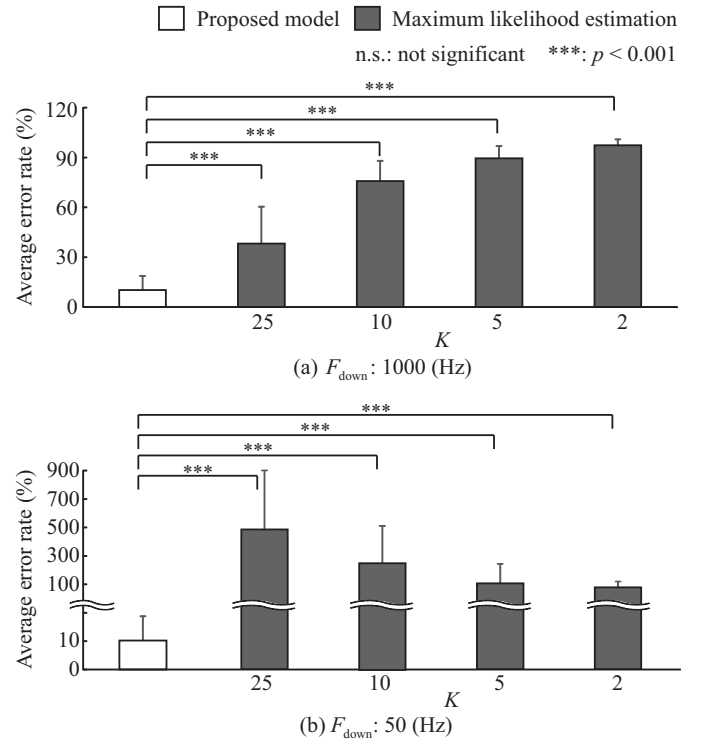 Proposed model Maximum likelihood estimation
n.s.: not significant ***: p < 0.001
***
***
***
***
Average error rate (%)
120
90
60
30
0
25 10 5 2
K
(a) F_down: 1000 (Hz)
***
***
***
***
Average error rate (%)
900
700
500
300
100
10
0
25 10 5 2
K
(b) F_down: 50 (Hz)